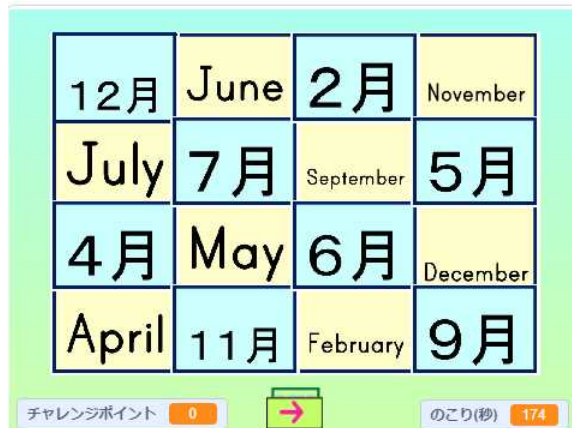 12月 June 2月 November
July 7月 September 5月
4月 May 6月 December
April 11月 February 9月
チャレンジポイント 0 のこり(秒) 174